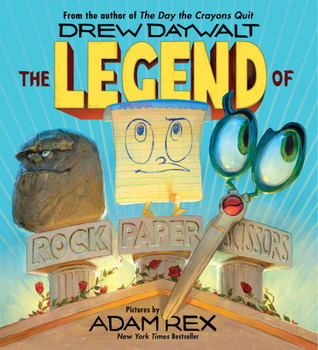 From the author of The Day the Crayons Quit
DREW DAYWALT
THE LEGEND OF
ROCK PAPER SCISSORS
Pictures by
ADAM REX
New York Times Bestseller